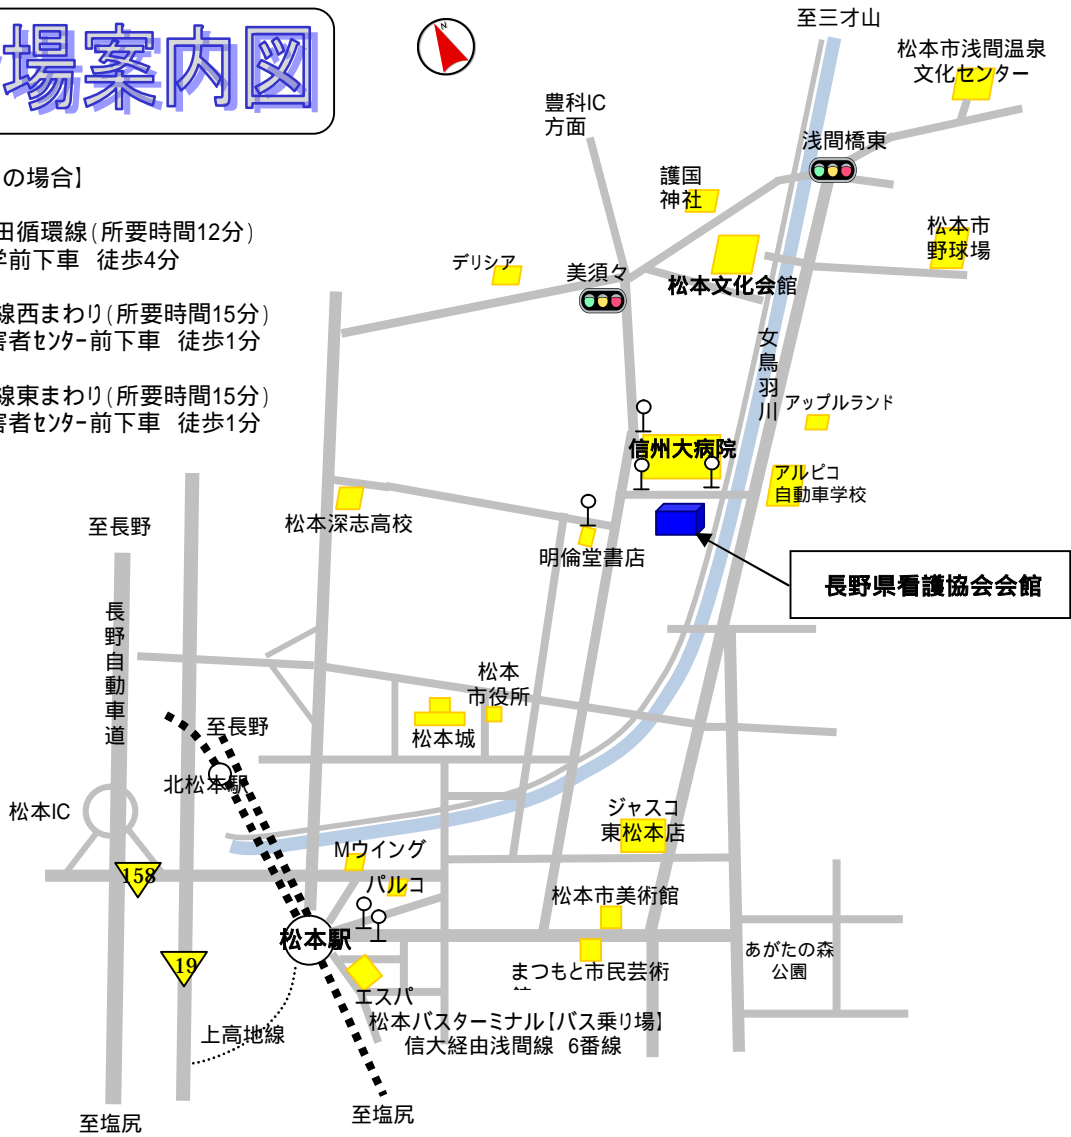 場案内図
N
の場合】
田循環線(所要時間12分)
学前下車 徒歩4分
線西まわり(所要時間15分)
害者ｾﾝﾀｰ前下車 徒歩1分
線東まわり(所要時間15分)
害者ｾﾝﾀｰ前下車 徒歩1分
至三才山
松本市浅間温泉
文化センター
豊科IC
方面
浅間橋東
護国
神社
松本市
野球場
デリシア
美須々
松本文化会館
女鳥羽川
アップルランド
信州大病院
アルピコ
自動車学校
松本深志高校
明倫堂書店
長野県看護協会会館
至長野
長野自動車道
松本
市役所
松本城
至長野
北松本駅
松本IC
ジャスコ
東松本店
Mウイング
158
パルコ
松本市美術館
松本駅
19
まつもと市民芸術
あがたの森
公園
エスパ
松本バスターミナル【バス乗り場】
信大経由浅間線 6番線
上高地線
至塩尻
至塩尻